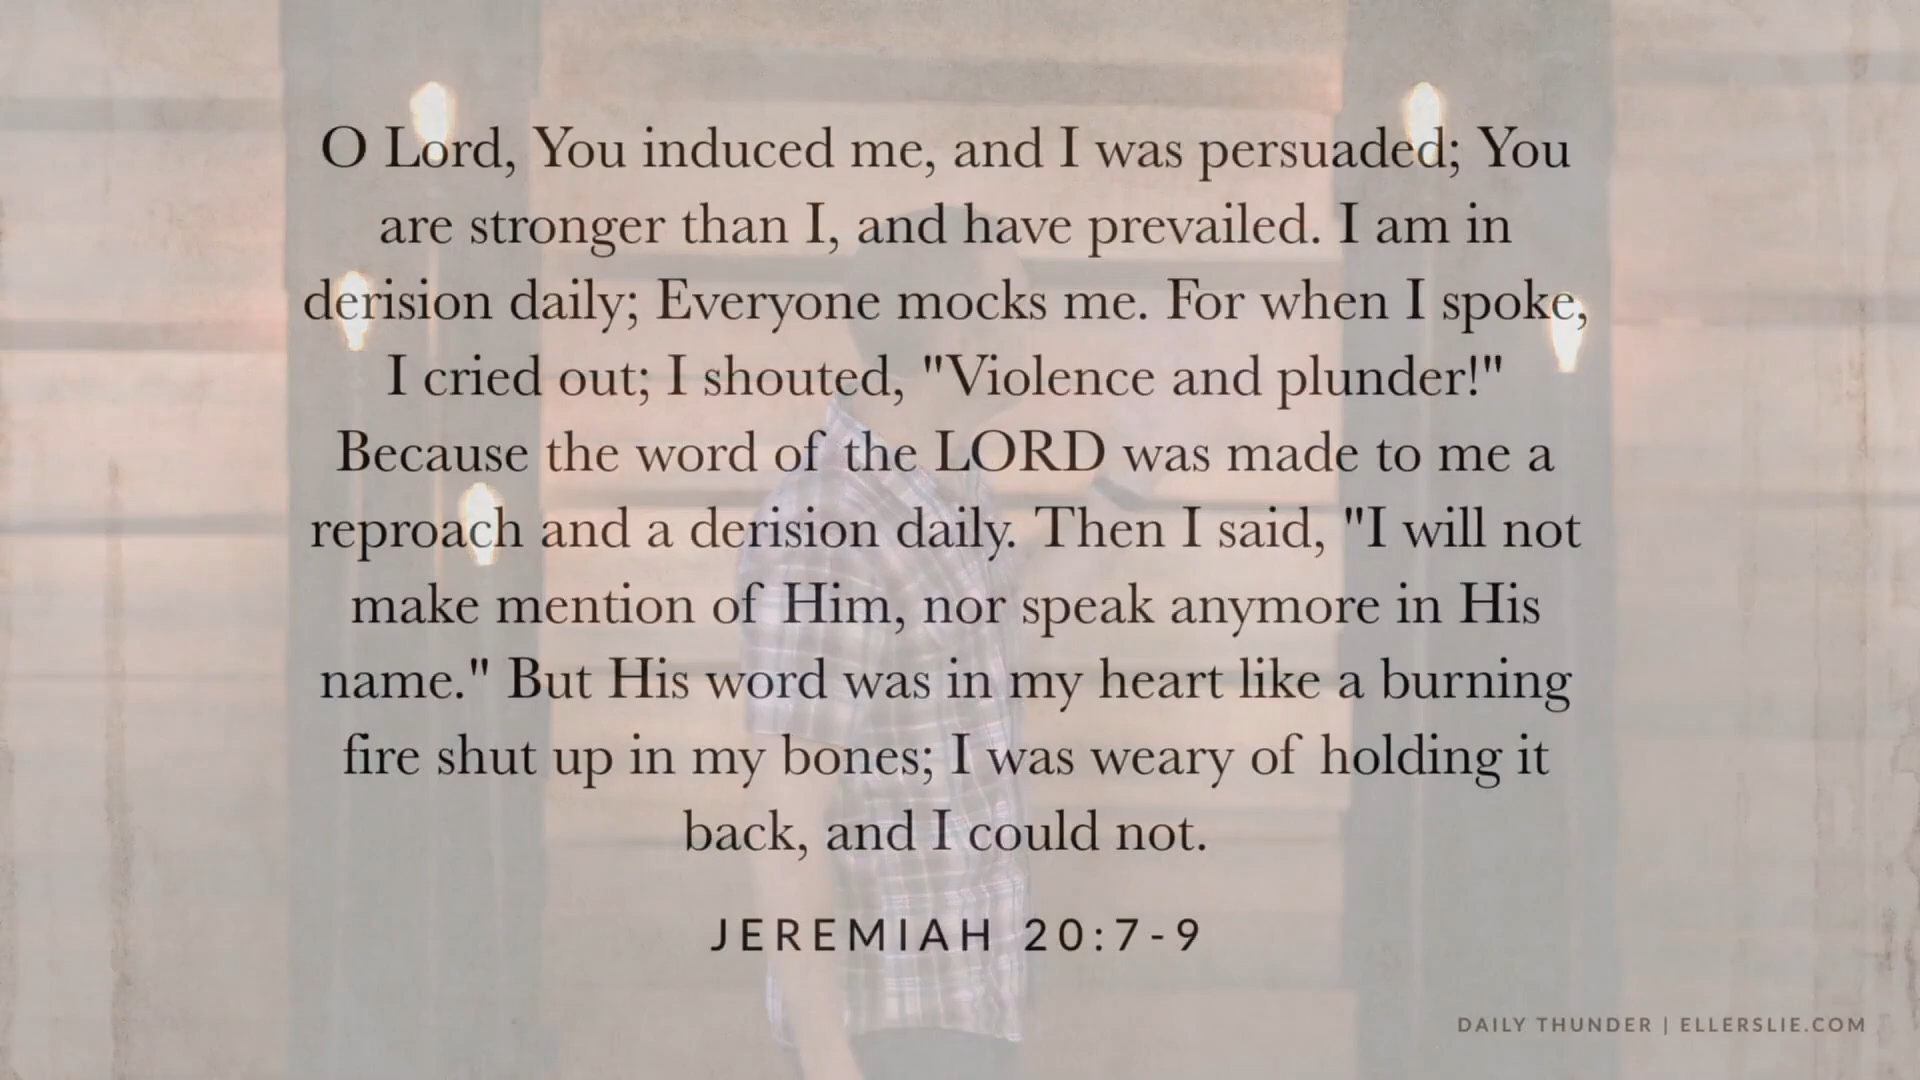 O Lord, You induced me, and I was persuaded; You
are stronger than I, and have prevailed. I am in
derision daily; Everyone mocks me. For when I spoke,
I cried out; I shouted, "Violence and plunder!"
Because the word of the LORD was made to me a
reproach and a derision daily. Then I said, "I will not
make mention of Him, nor speak anymore in His
name." But His word was in my heart like a burning
fire shut up in my bones; I was weary of holding it
back, and I could not.
JEREMIAH 20:7-9
DAILY THUNDER | ELLERSLIE.COM